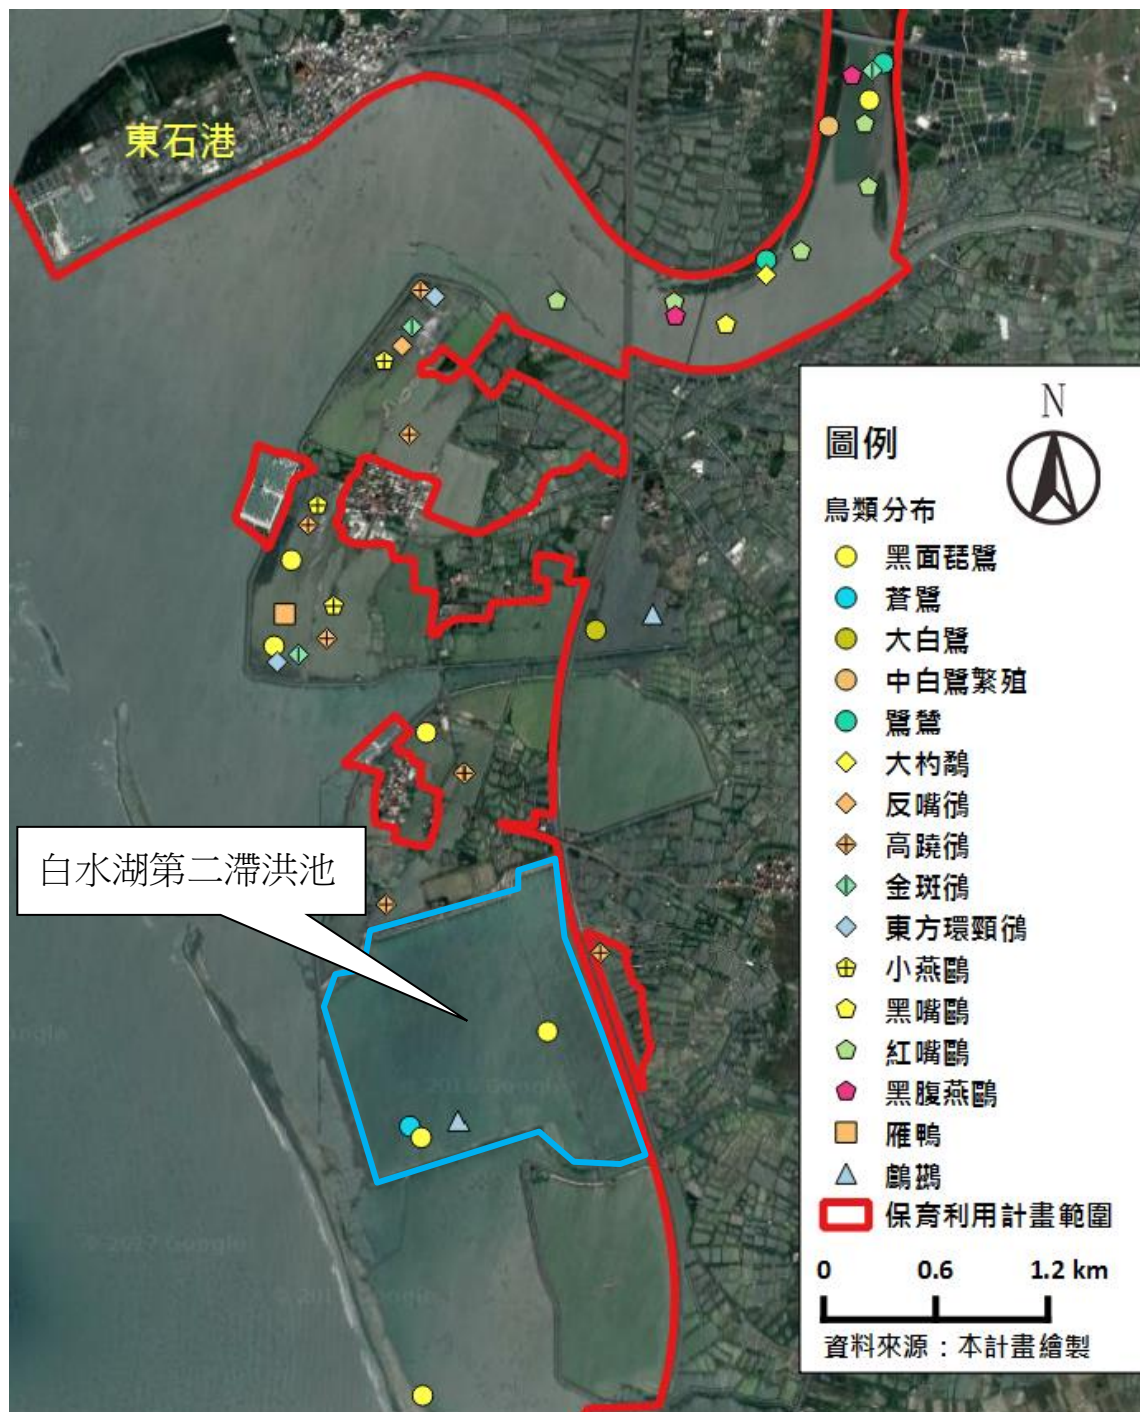 東石港
白水湖第二滯洪池
N
圖例
鳥類分布
黑面琵鷺
蒼鷺
大白鷺
中白鷺繁殖
鷺鷥
大杓鷸
反嘴鴴
高蹺鴴
金斑鴴
東方環頸鴴
小燕鷗
黑嘴鷗
紅嘴鷗
黑腹燕鷗
雁鴨
鸕鷀
保育利用計畫範圍
0 0.6 1.2 km
資料來源：本計畫繪製